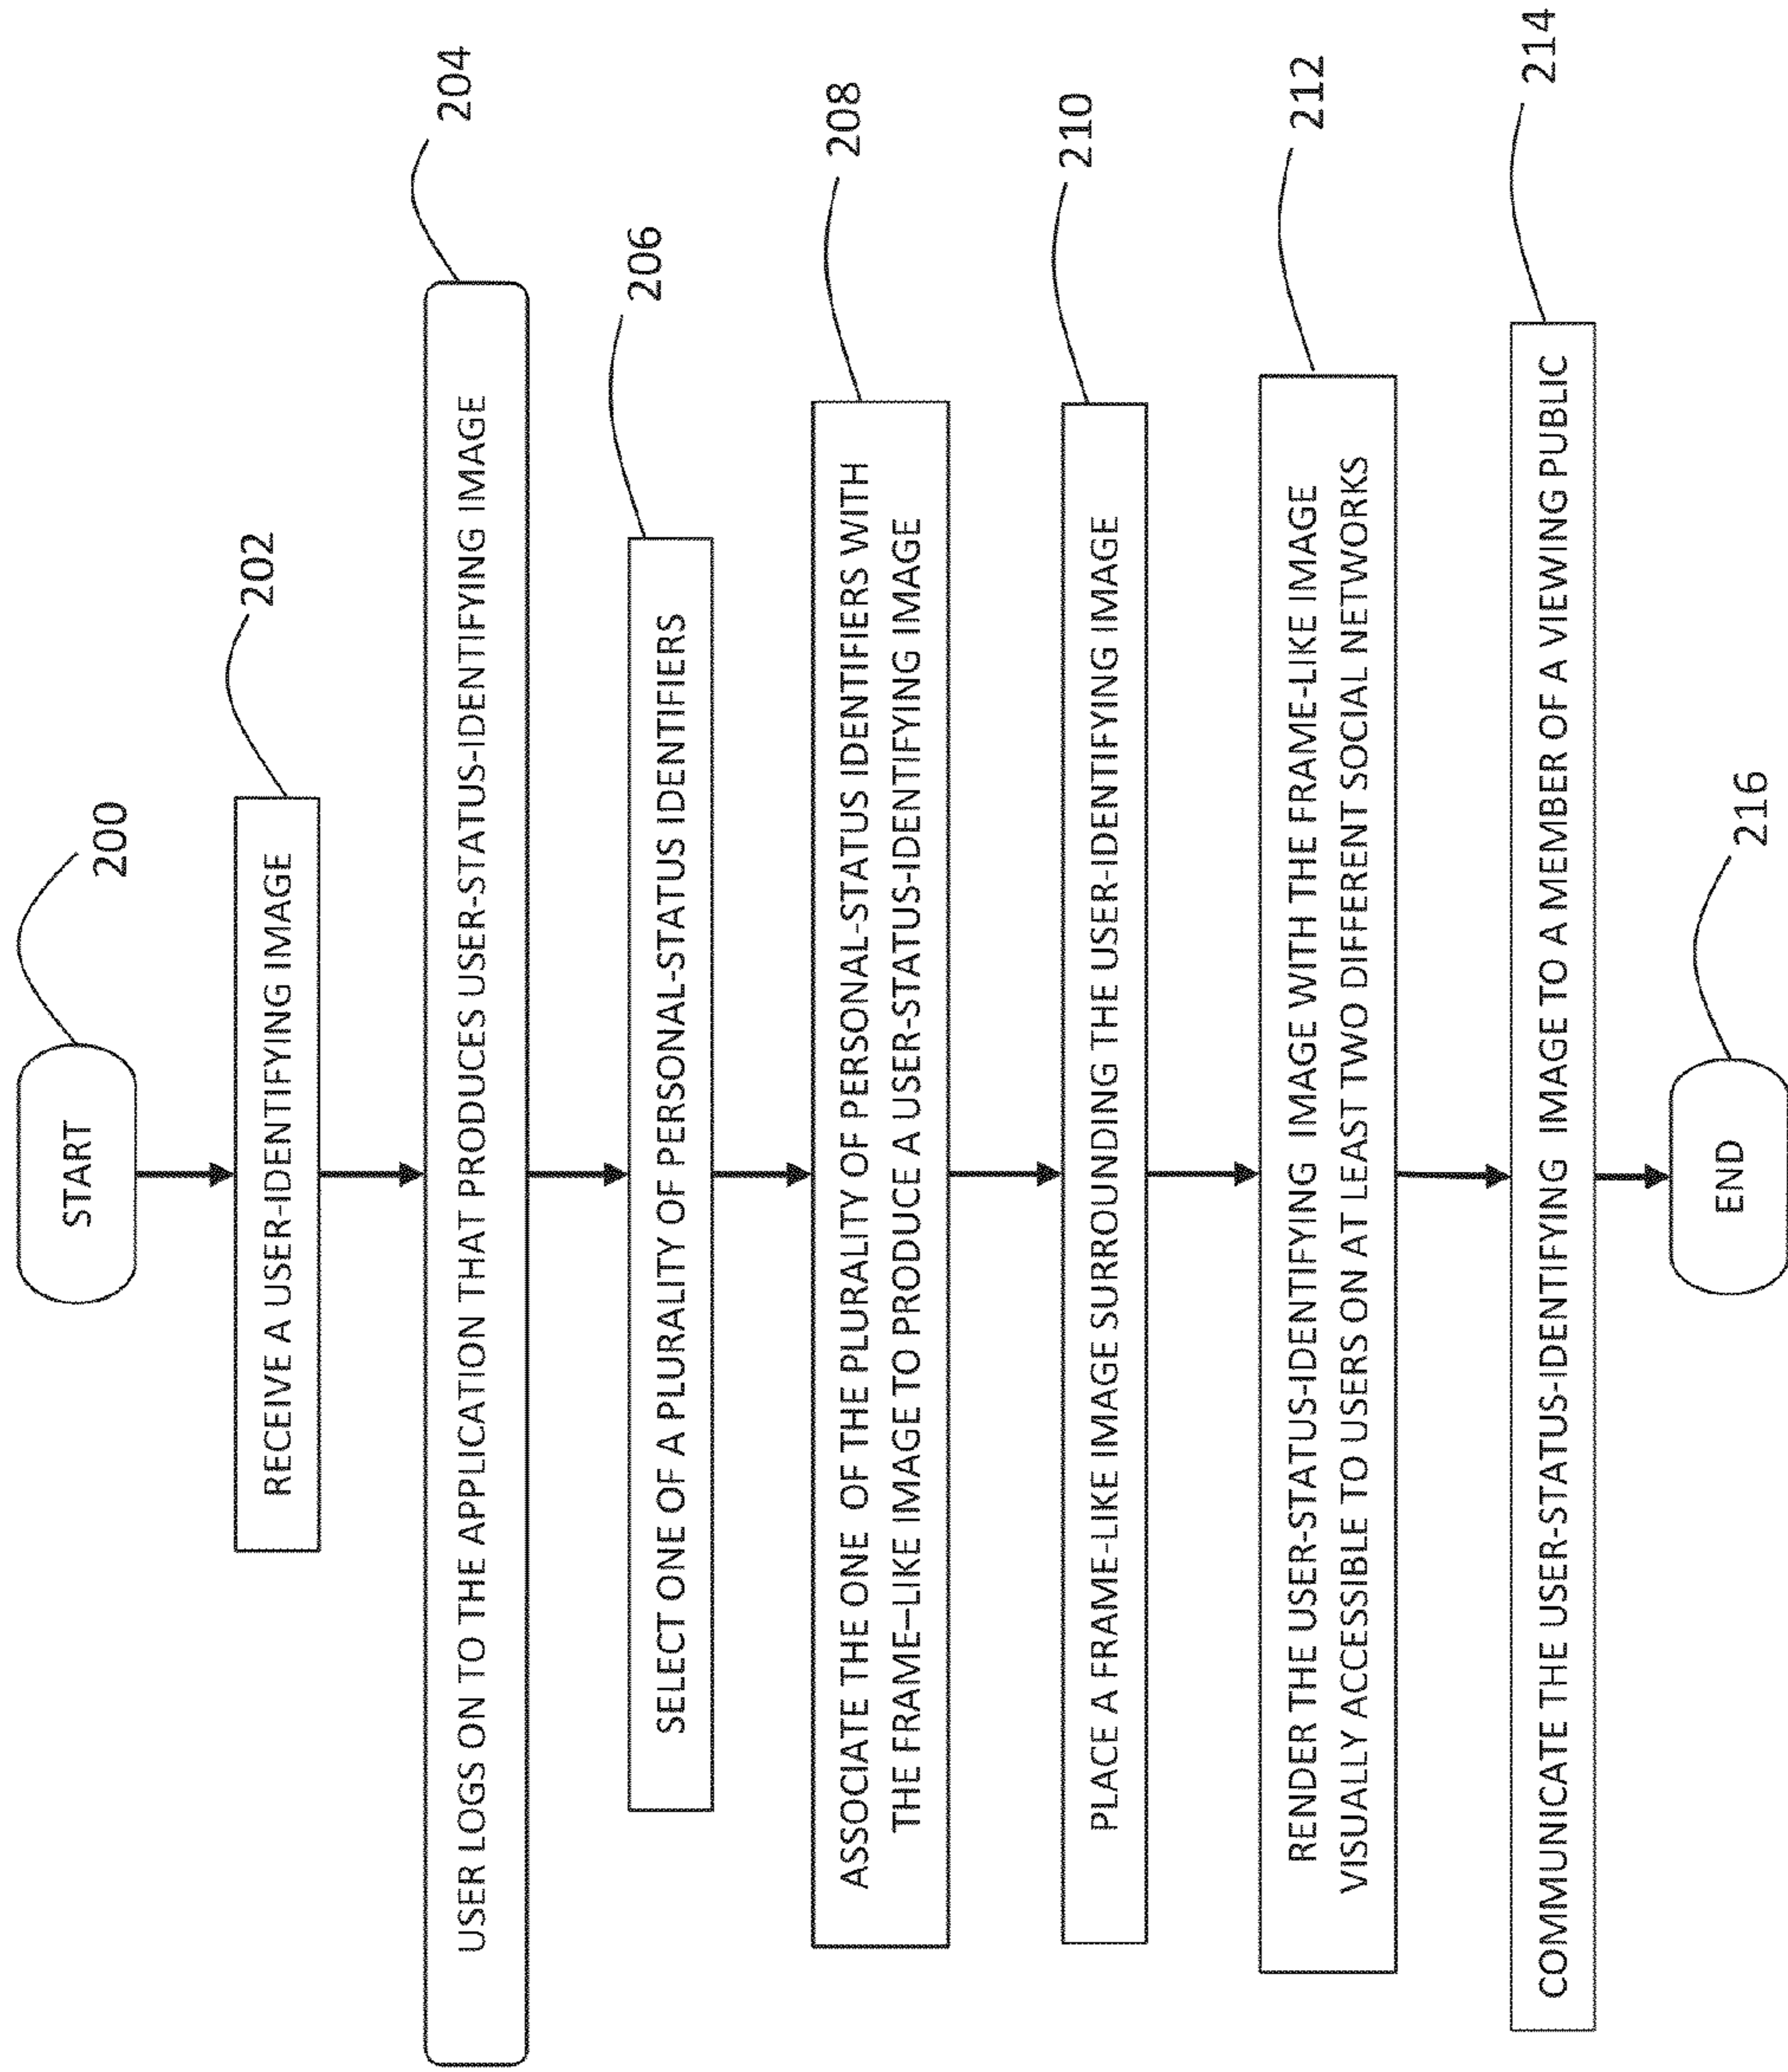 START
200
RECEIVE A USER-IDENTIFYING IMAGE
202
USER LOGS ON TO THE APPLICATION THAT PRODUCES USER-STATUS-IDENTIFYING IMAGE
204
SELECT ONE OF A PLURALITY OF PERSONAL-STATUS IDENTIFIERS
206
ASSOCIATE THE ONE OF THE PLURALITY OF PERSONAL-STATUS IDENTIFIERS WITH
THE FRAME–LIKE IMAGE TO PRODUCE A USER-STATUS-IDENTIFYING IMAGE
208
PLACE A FRAME-LIKE IMAGE SURROUNDING THE USER-IDENTIFYING IMAGE
210
RENDER THE USER-STATUS-IDENTIFYING IMAGE WITH THE FRAME-LIKE IMAGE
VISUALLY ACCESSIBLE TO USERS ON AT LEAST TWO DIFFERENT SOCIAL NETWORKS
212
COMMUNICATE THE USER-STATUS-IDENTIFYING IMAGE TO A MEMBER OF A VIEWING PUBLIC
214
END
216